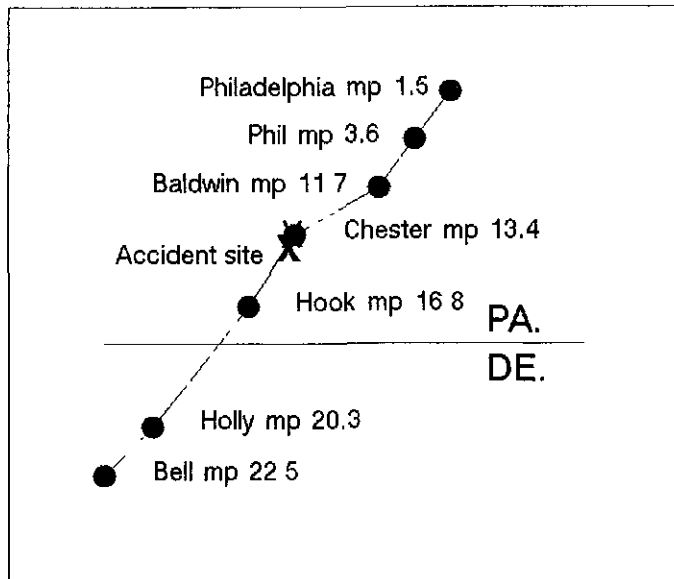 Philadelphia mp 1.5
Phil mp 3.6
Baldwin mp 11 7
Chester mp 13.4
Accident site X
Hook mp 16 8
PA.
DE.
Holly mp 20.3
Bell mp 22 5